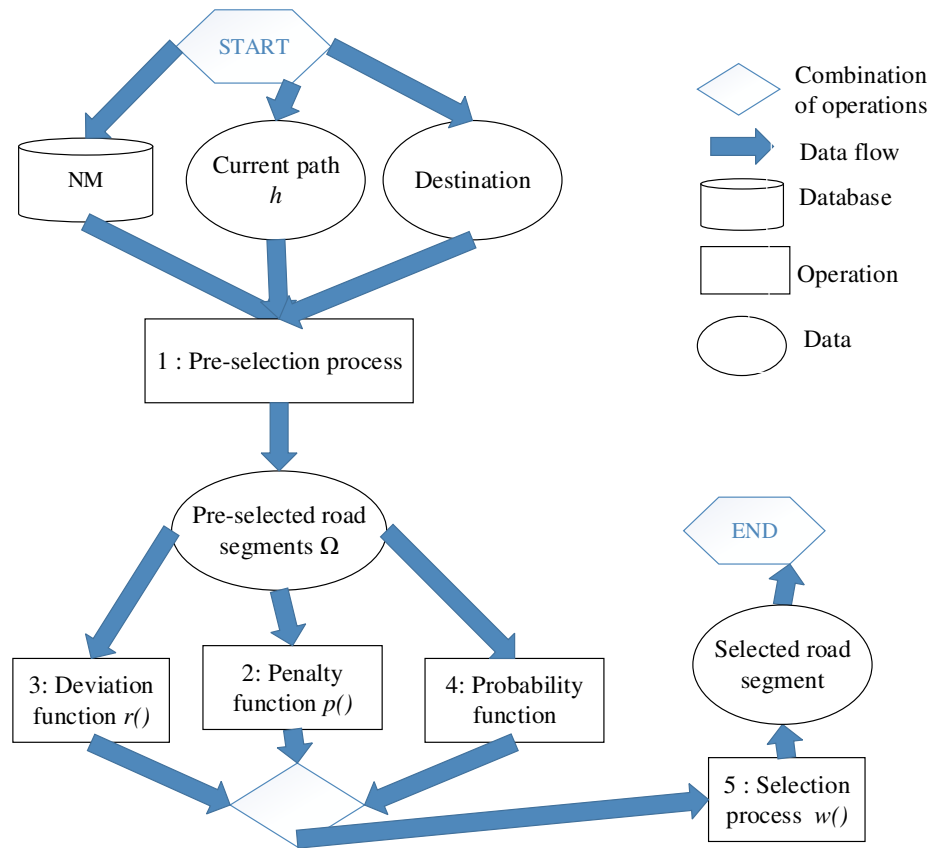 START
NM
Current path
h
Destination
1 : Pre-selection process
Pre-selected road
segments Ω
3: Deviation
function r()
2: Penalty
function p()
4: Probability
function
5 : Selection
process w()
Selected road
segment
END
Combination
of operations
Data flow
Database
Operation
Data